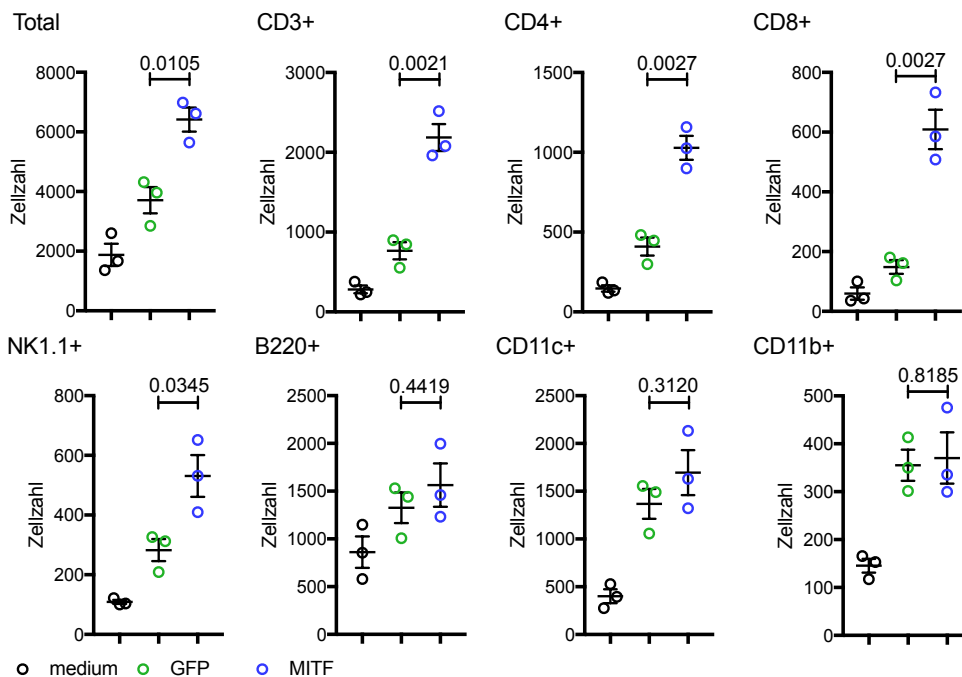 Total CD3+ CD4+ CD8+
0.0105 0.0021 0.0027 0.0027
8000 3000 1500 800
6000 600
2000 1000
4000 400
1000 500
2000 200
0 0 0 0
Zellzahl Zellzahl Zellzahl Zellzahl
NK1.1+ B220+ CD11c+ CD11b+
0.0345 0.4419 0.3120 0.8185
800 2500 2500 500
2000 2000 400
600
1500 1500 300
400
1000 1000 200
200
500 500 100
0 0 0 0
Zellzahl Zellzahl Zellzahl Zellzahl
medium GFP MITF